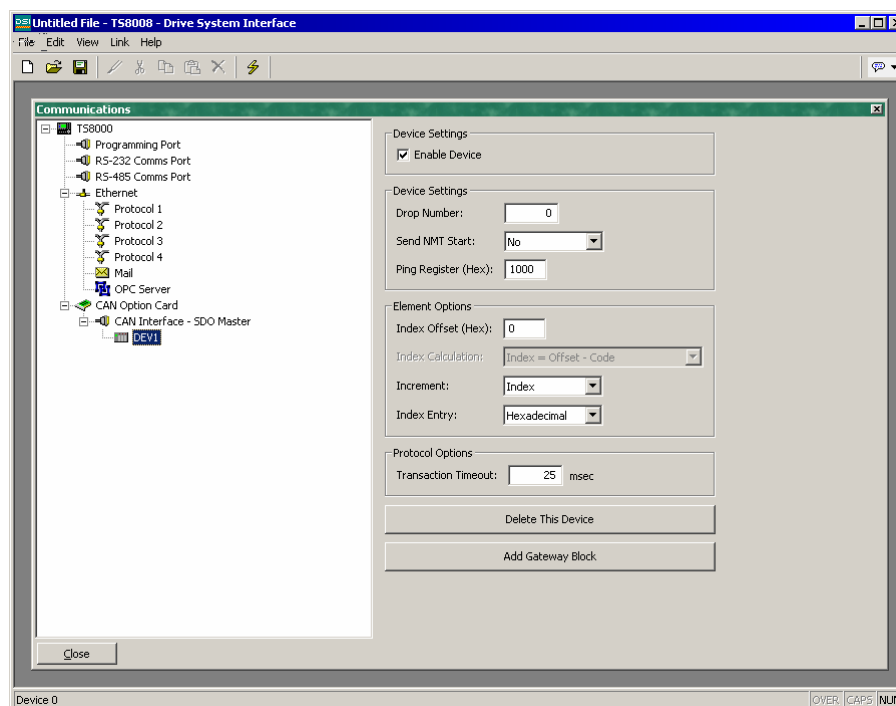 DSI Untitled File - TS8008 - Drive System Interface
File Edit View Link Help
Communications
TS8000
Programming Port
RS-232 Comms Port
RS-485 Comms Port
Ethernet
Protocol 1
Protocol 2
Protocol 3
Protocol 4
Mail
OPC Server
CAN Option Card
CAN Interface - SDO Master
DEV1
Device Settings
Enable Device
Device Settings
Drop Number: 0
Send NMT Start: No
Ping Register (Hex): 1000
Element Options
Index Offset (Hex): 0
Index Calculation: Index = Offset - Code
Increment: Index
Index Entry: Hexadecimal
Protocol Options
Transaction Timeout: 25 msec
Delete This Device
Add Gateway Block
Close
Device 0 OVER CAPS NUM